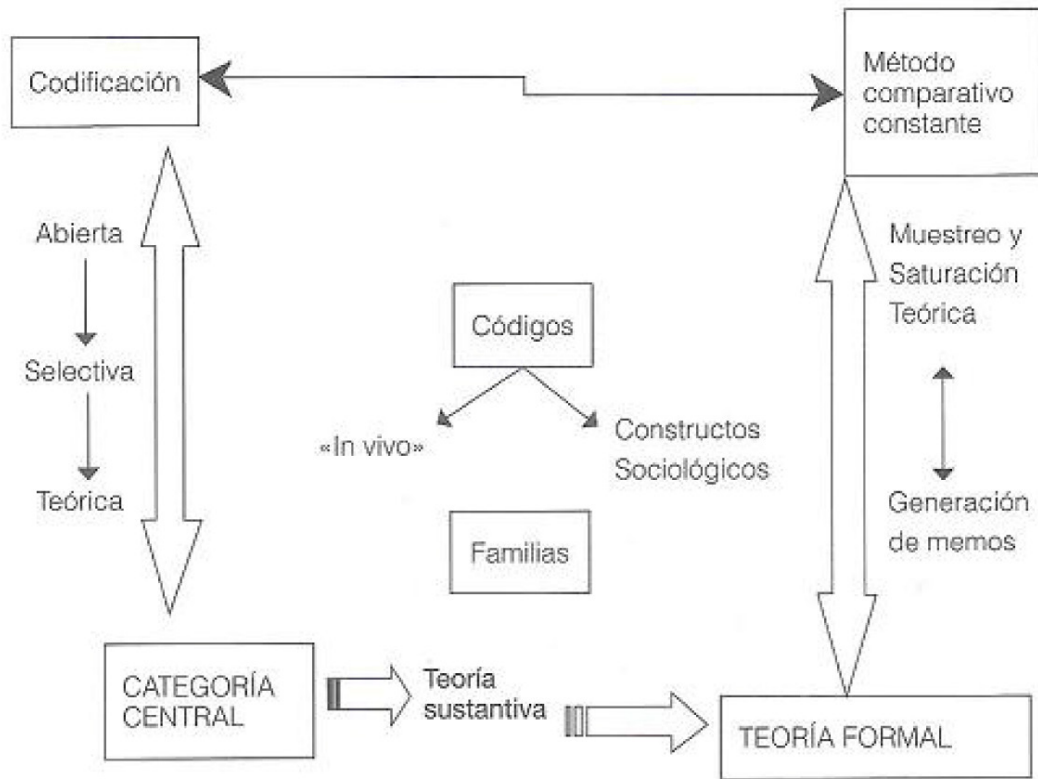 Codificación
Método
comparativo
constante
Abierta
Selectiva
Teórica
Códigos
«In vivo»
Constructos
Sociológicos
Familias
Muestreo y
Saturación
Teórica
Generación
de memos
CATEGORÍA
CENTRAL
Teoría
sustantiva
TEORÍA FORMAL